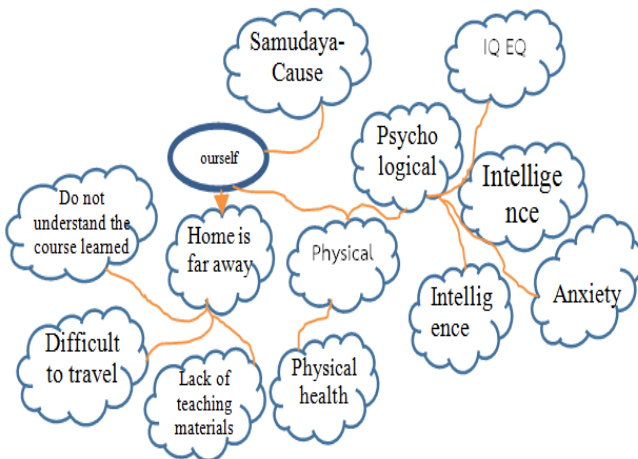 Samudaya-
Cause
IQ EQ
ourself
Psycho
logical
Intellige
nce
Do not
understand the
course learned
Home is
far away
Physical
Intellig
ence
Anxiety
Difficult
to travel
Lack of
teaching
materials
Physical
health